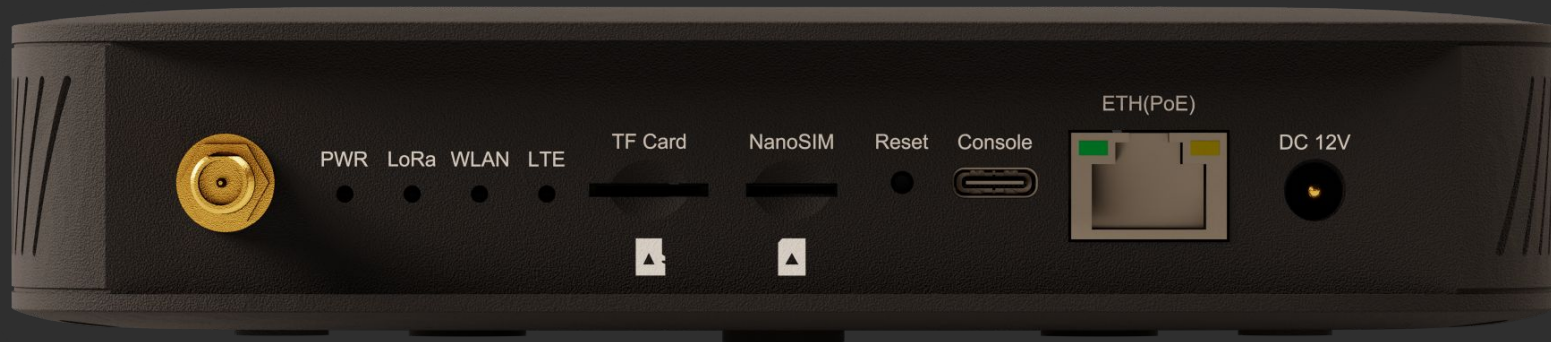 PWR
LoRa
WLAN
LTE
TF Card
NanoSIM
Reset
Console
ETH(PoE)
DC 12V